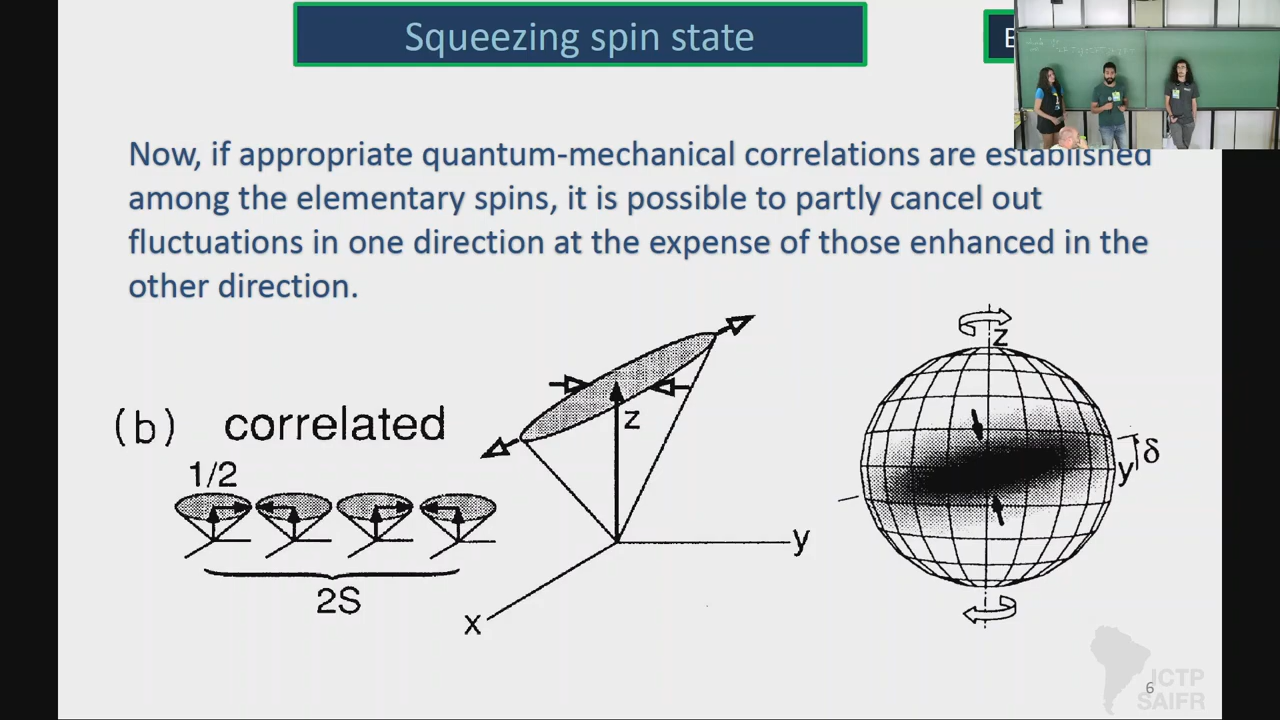 Squeezing spin state
Now, if appropriate quantum-mechanical correlations are established
among the elementary spins, it is possible to partly cancel out
fluctuations in one direction at the expense of those enhanced in the
other direction.
(b) correlated
1/2
2S
z
y
x
z
y
δ
6
ICTP
SAIFR